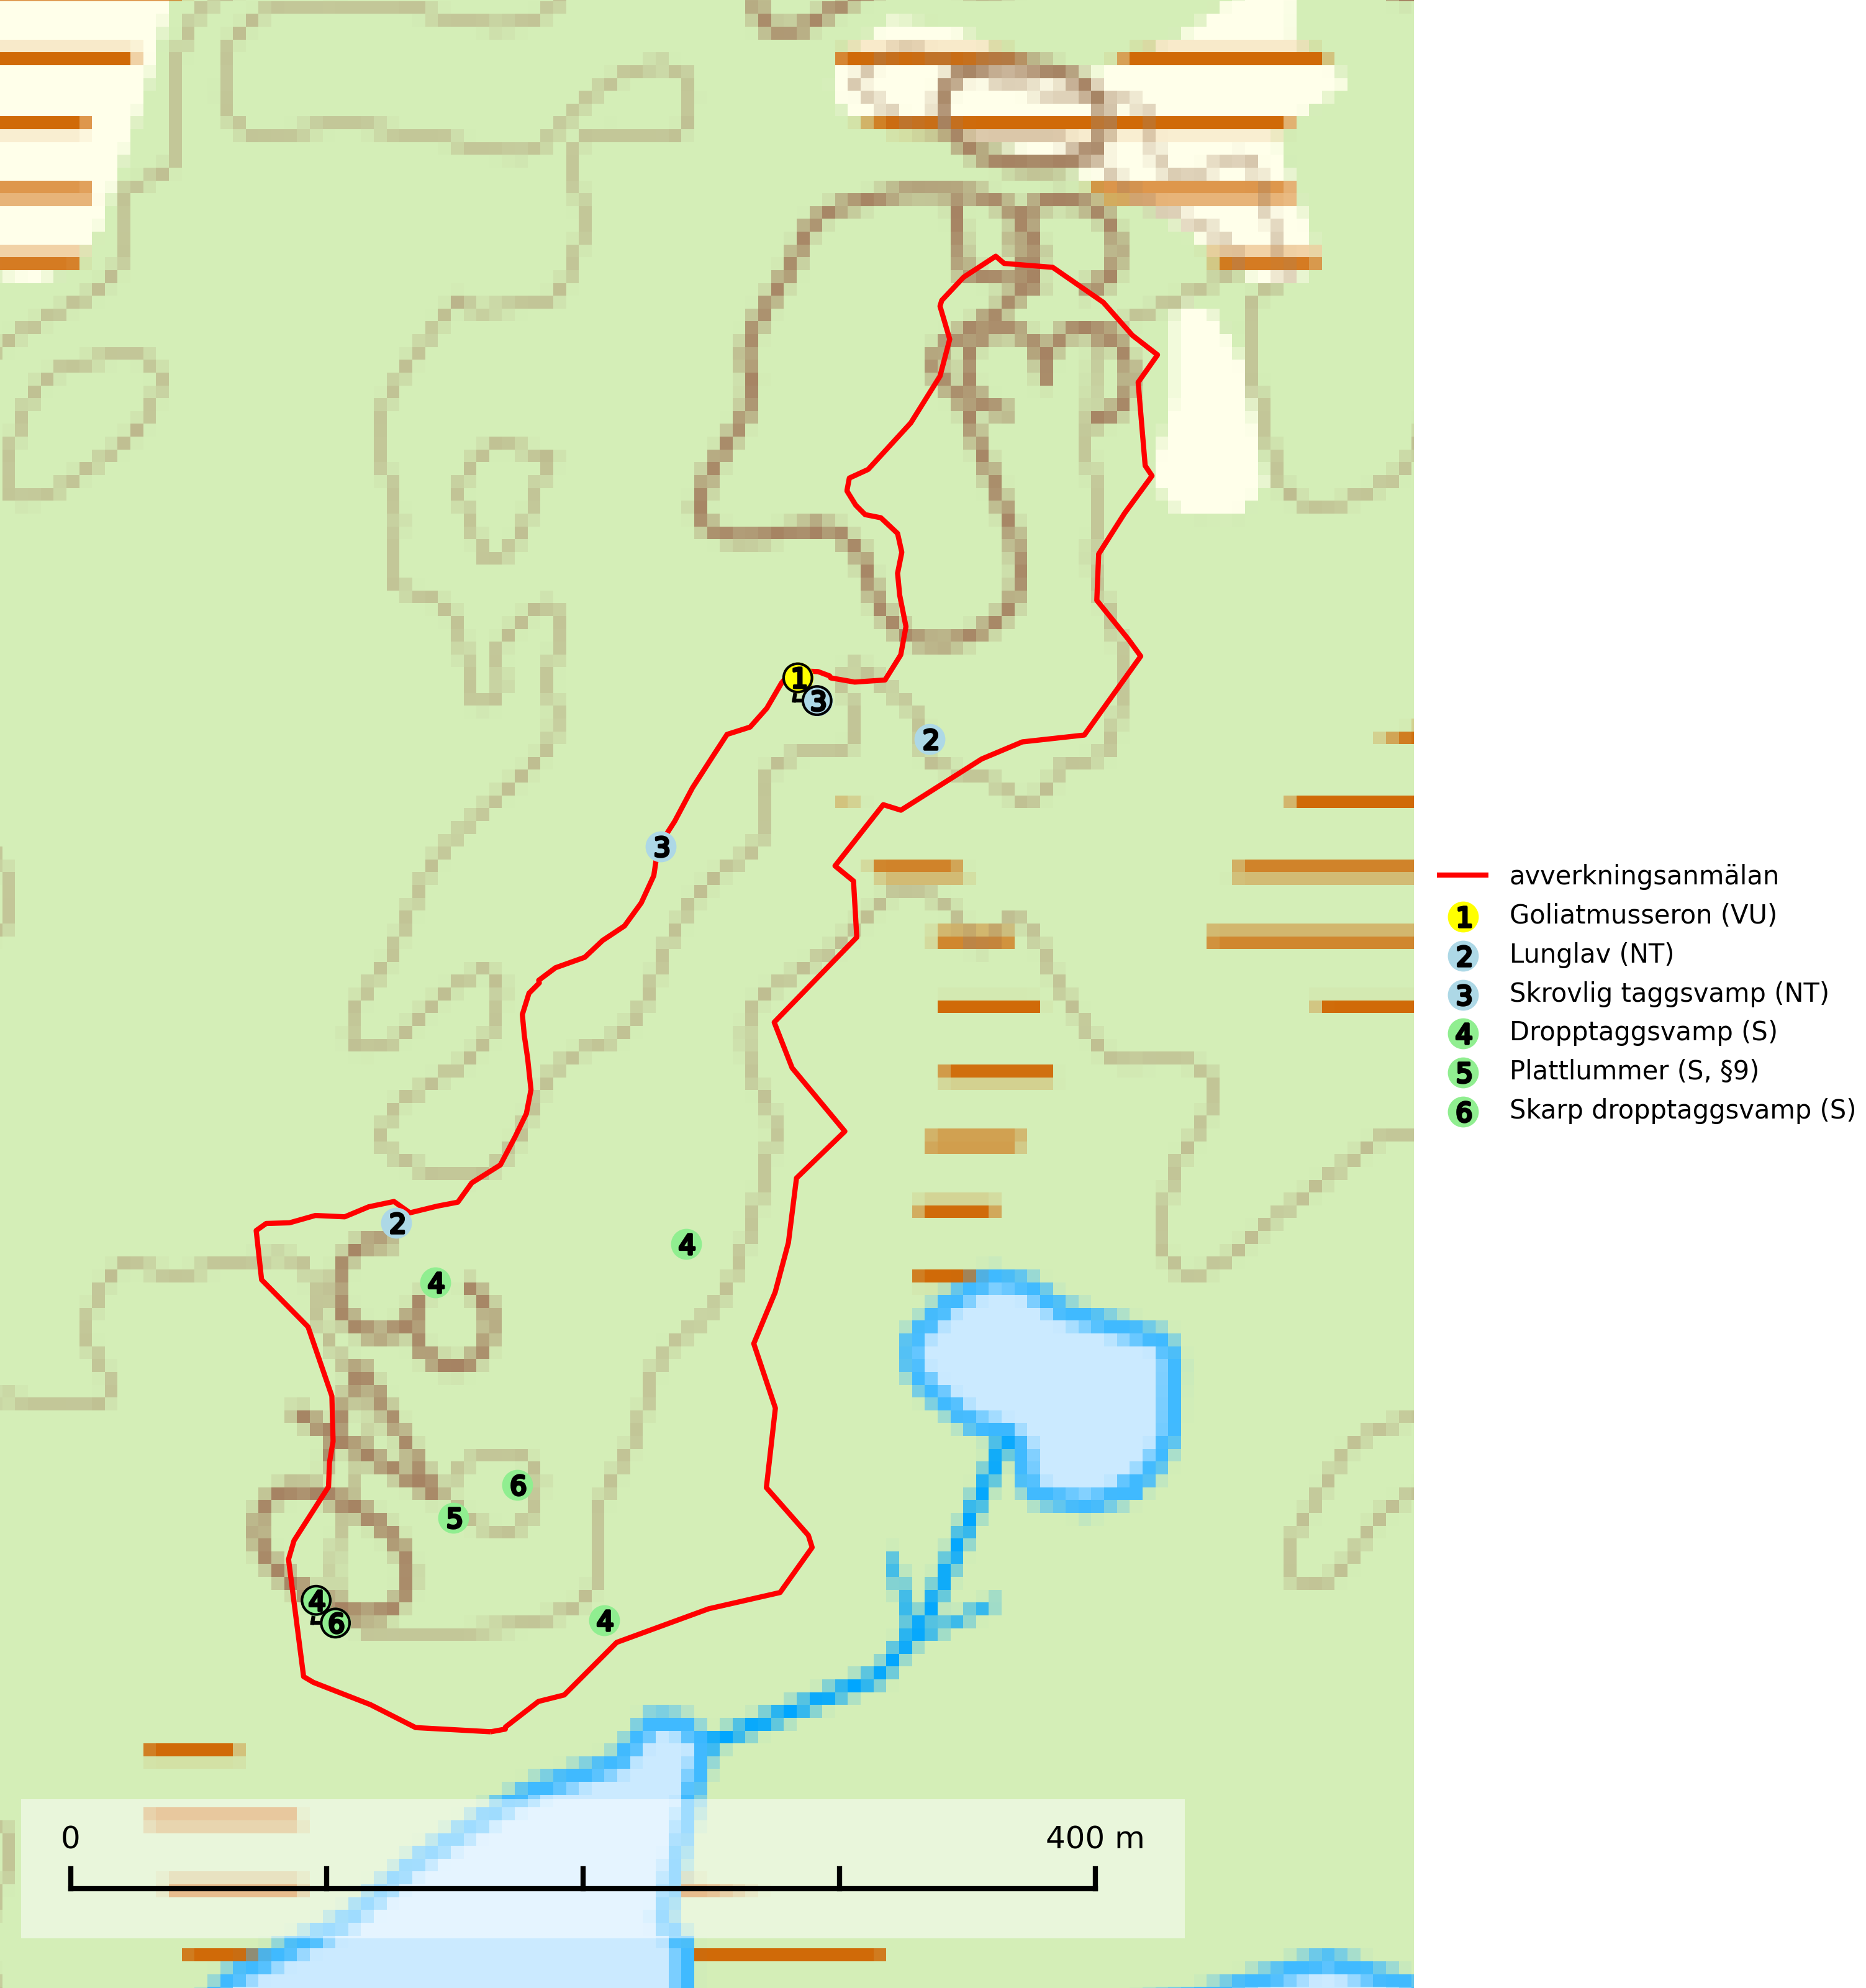 1
3
2
3
2
4
4
6
5
4
6
4
avverkningsanmälan
1 Goliatmusseron (VU)
2 Lunglav (NT)
3 Skrovlig taggsvamp (NT)
4 Dropptaggsvamp (S)
5 Plattlummer (S, §9)
6 Skarp dropptaggsvamp (S)
0 400 m